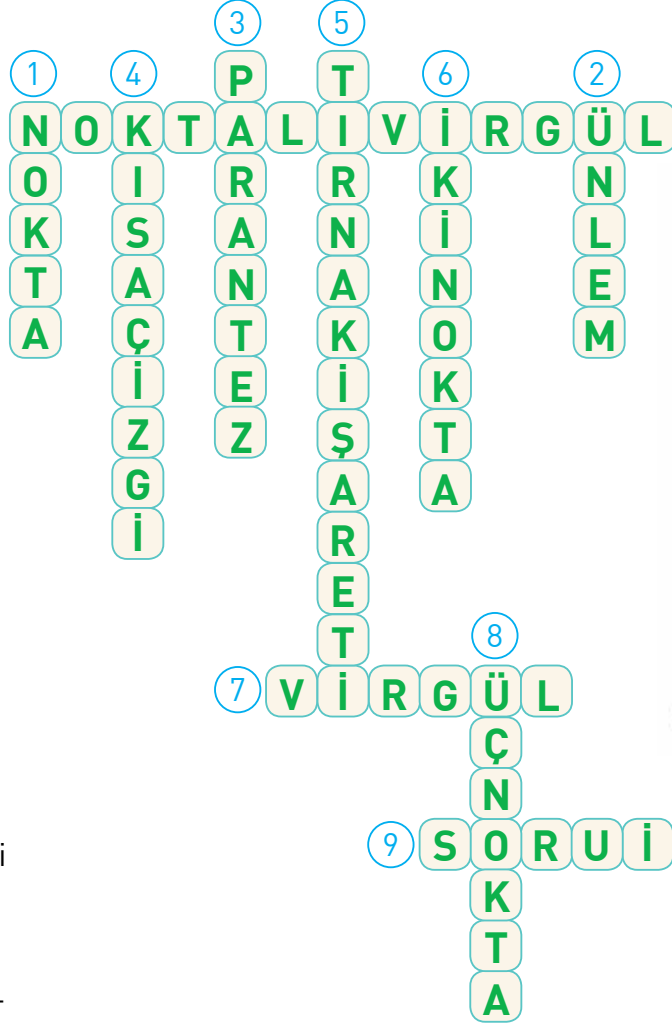 1
NOKTA
4
KISAÇİZGİ
3
PARANTEZ
5
TIRNAKİŞARETİ
6
İKİNOKTA
2
ÜNLEM
NOKTALIVİRGÜL
7
VİRGÜL
8
ÜÇNOKTA
i
9
SORUİ
-